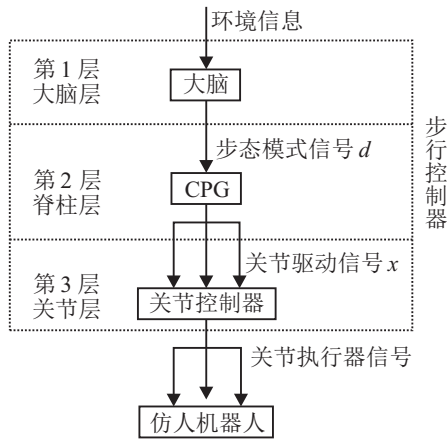 环境信息
第1层
大脑层
大脑
步态模式信号d
第2层
脊柱层
CPG
步行控制器
关节驱动信号x
第3层
关节层
关节控制器
关节执行器信号
仿人机器人